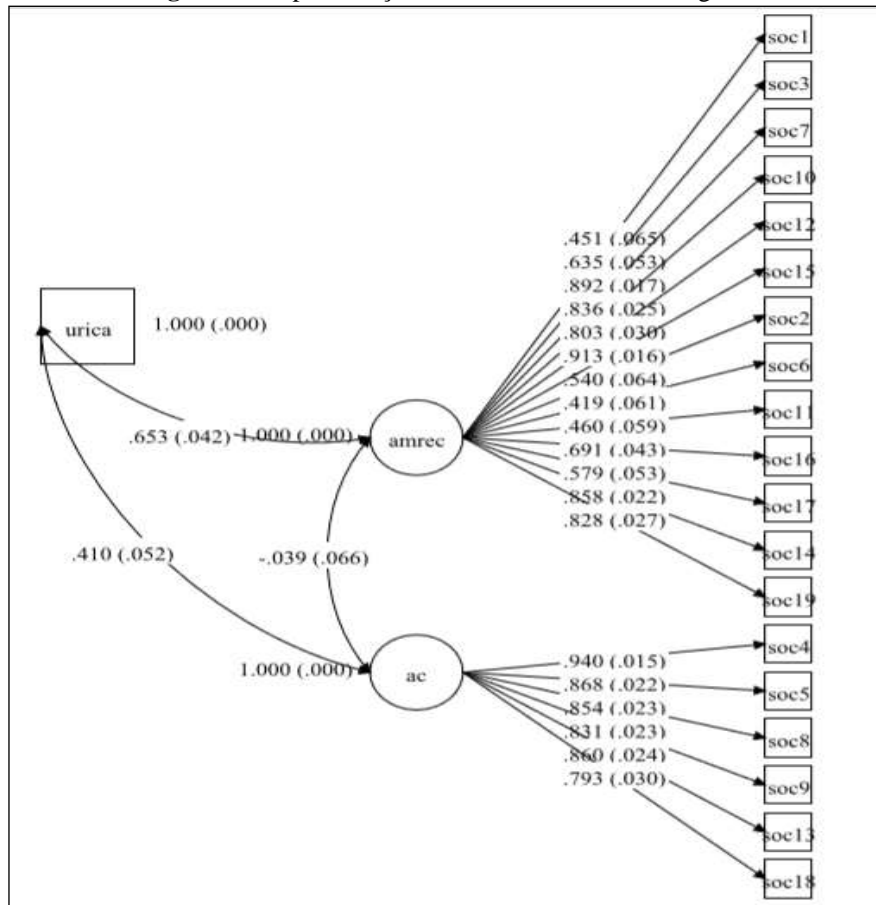 soc1
soc3
soc7
soc10
soc12
soc15
soc2
soc6
soc11
soc16
soc17
soc14
soc19
soc4
soc5
soc8
soc9
soc13
soc18
.451 (.065)
.635 (.053)
.892 (.017)
.836 (.025)
.803 (.030)
.913 (.016)
.540 (.064)
.419 (.061)
.460 (.059)
.691 (.043)
.579 (.053)
.858 (.022)
.828 (.027)
urica
1.000 (.000)
.653 (.042)
1.000 (.000)
amrec
.410 (.052)
-.039 (.066)
1.000 (.000)
ac
.940 (.015)
.868 (.022)
.854 (.023)
.831 (.023)
.860 (.024)
.793 (.030)